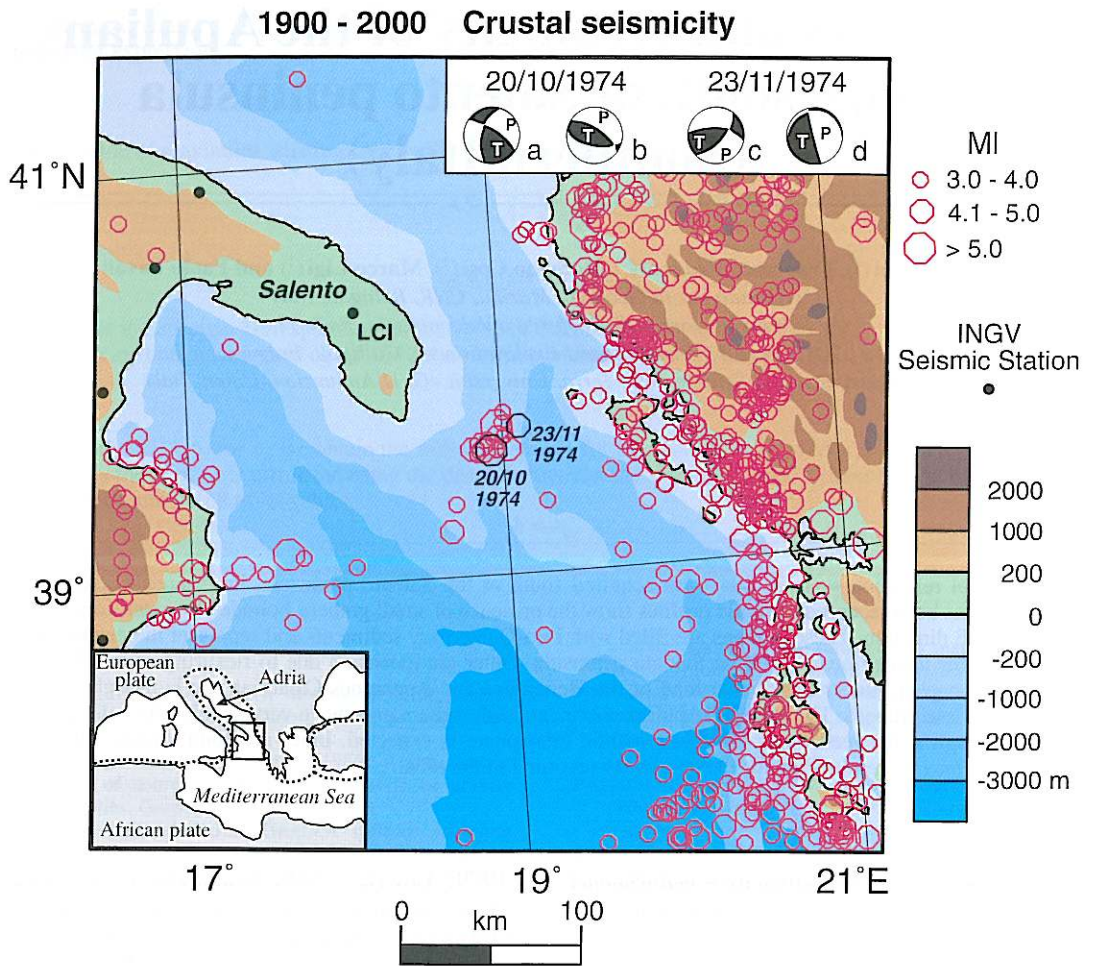 1900 - 2000 Crustal seismicity
20/10/1974 23/11/1974
P T a P T b P T c P T d
41˚N
39˚
17˚ 19˚ 21˚E
Salento
LCI
23/11
1974
20/10
1974
European
plate
Adria
Mediterranean Sea
African plate
MI
3.0 - 4.0
4.1 - 5.0
> 5.0
INGV
Seismic Station
2000
1000
200
0
-200
-1000
-2000
-3000 m
0 100
km